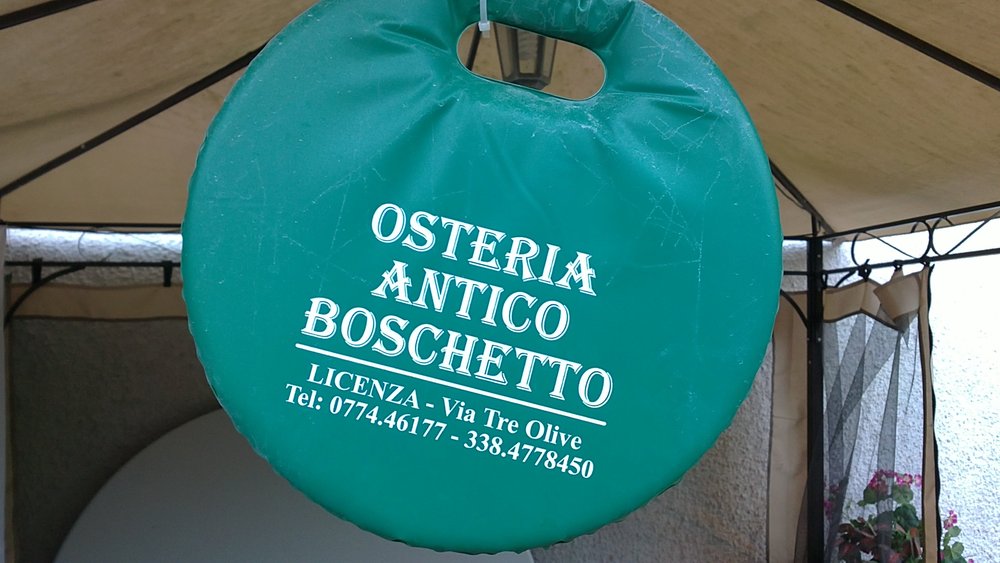 OSTERIA
ANTICO
BOSCHETTO
LICENZA - Via Tre Olive
Tel: 0774.46177 - 338.4778450